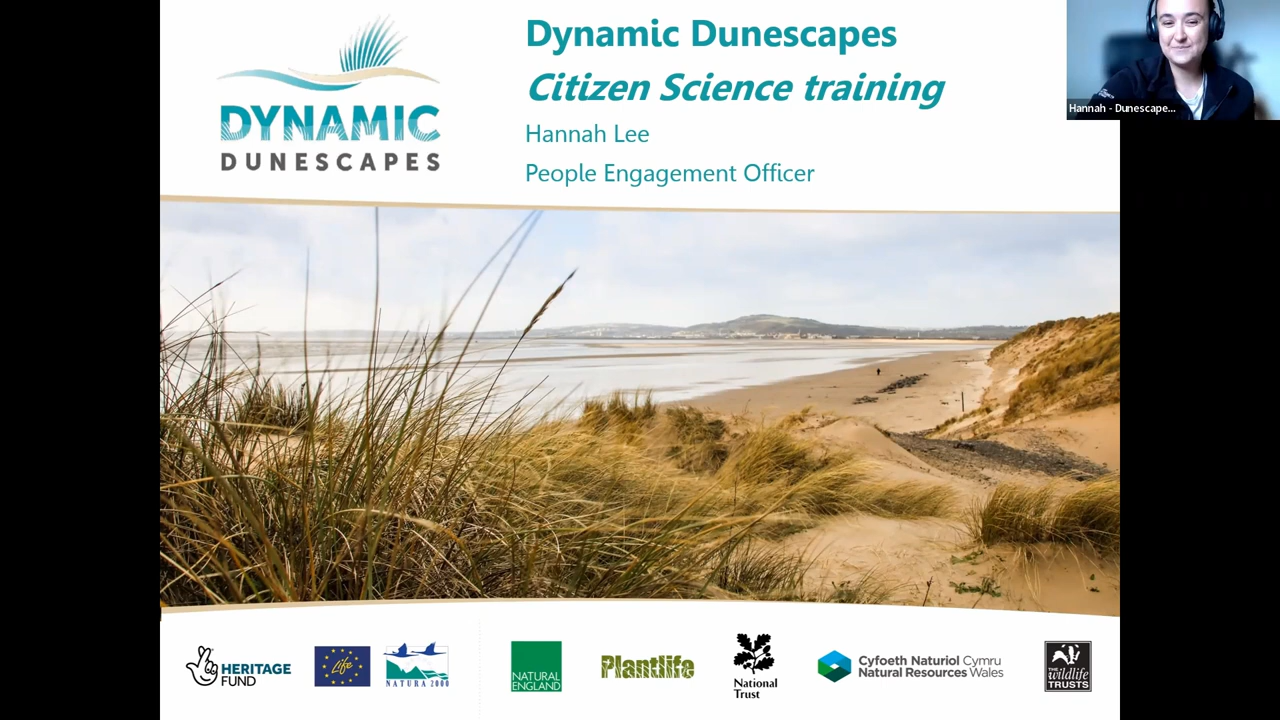 Dynamic Dunescapes
Citizen Science training
Hannah Lee
People Engagement Officer
DYNAMIC
DUNESCAPES
Hannah - Dunescape...
HERITAGE
FUND
Life
NATURA 2000
NATURAL
ENGLAND
Plantlife
National
Trust
Cyfoeth Naturiol Cymru
Natural Resources Wales
THE
wildlife
TRUSTS